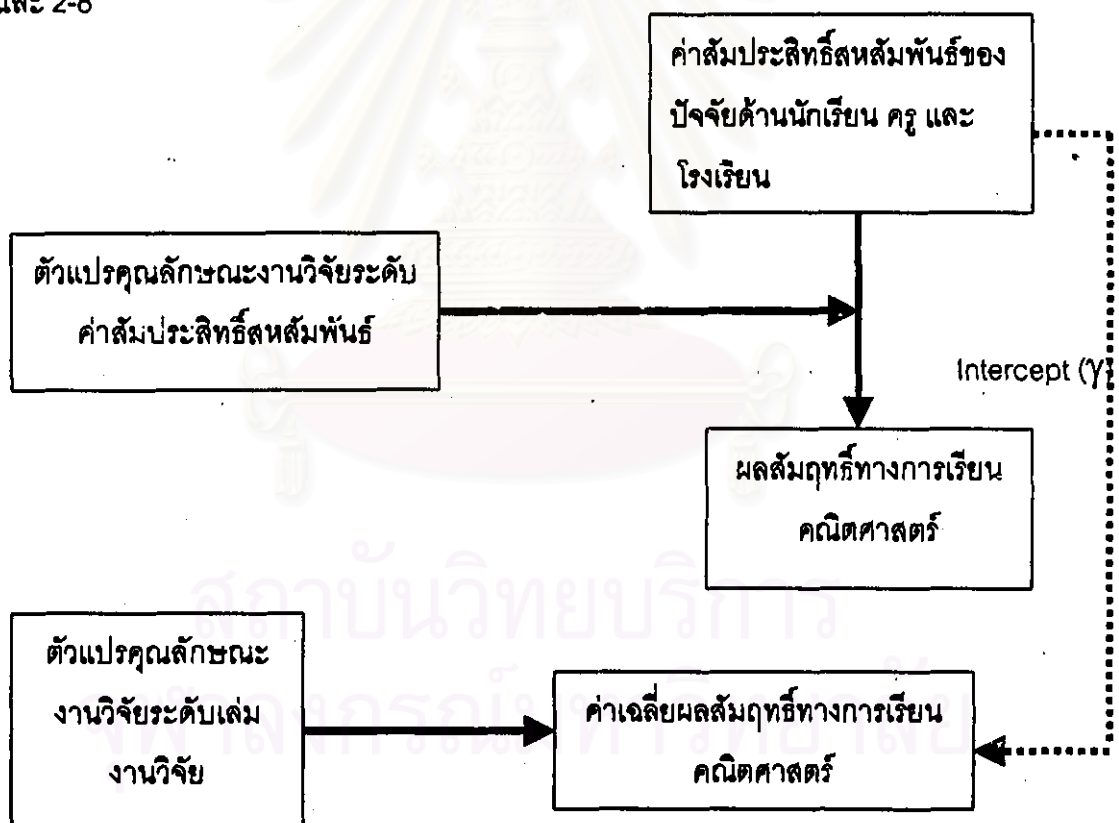 และ 2-8
ค่าสัมประสิทธิ์สหสัมพันธ์ของ
ปัจจัยด้านนักเรียน ครู และ
โรงเรียน
ตัวแปรคุณลักษณะงานวิจัยระดับ
ค่าสัมประสิทธิ์สหสัมพันธ์
Intercept (γ)
ผลสัมฤทธิ์ทางการเรียน
คณิตศาสตร์
สถาบันวิทยบริการ
จุฬาลงกรณ์มหาวิทยาลัย
ตัวแปรคุณลักษณะ
งานวิจัยระดับเล่ม
งานวิจัย
ค่าเฉลี่ยผลสัมฤทธิ์ทางการเรียน
คณิตศาสตร์